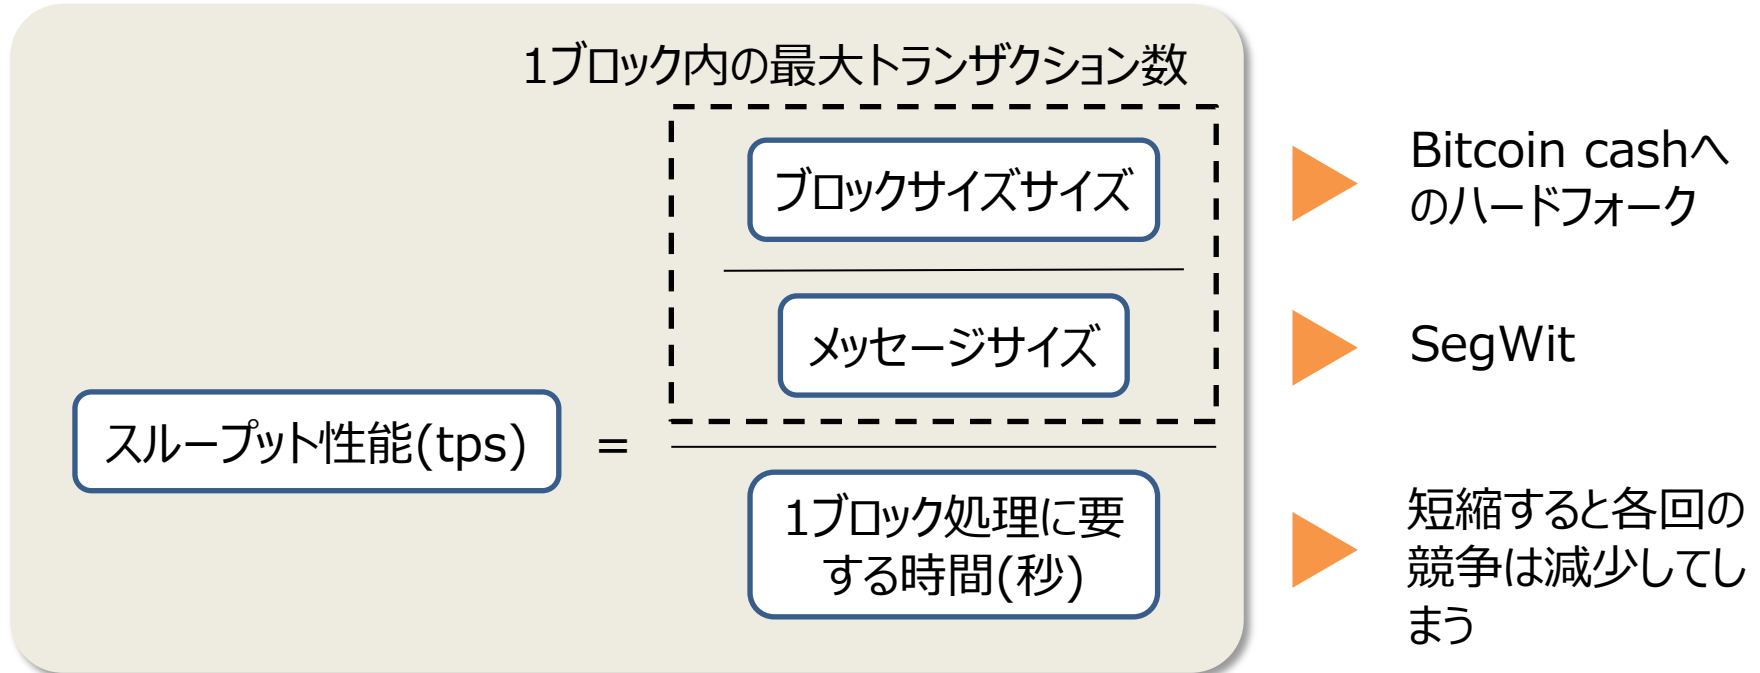 1ブロック内の最大トランザクション数
ブロックサイズサイズ
メッセージサイズ
スループット性能(tps)
=
1ブロック処理に要
する時間(秒)
Bitcoin cashへ
のハードフォーク
SegWit
短縮すると各回の
競争は減少してし
まう